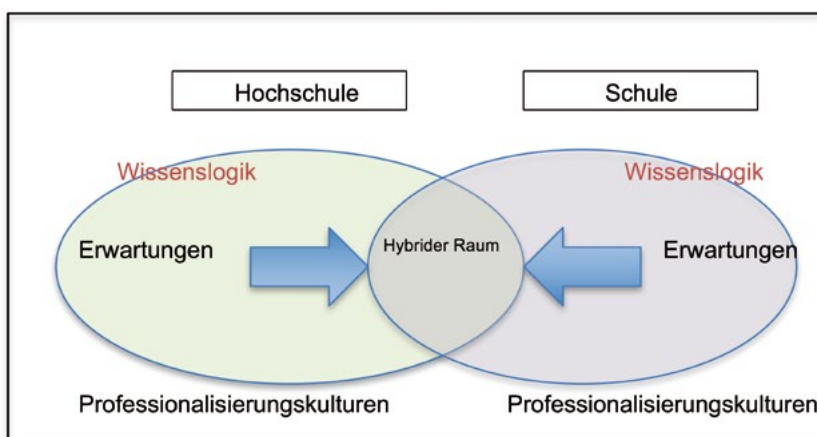 Hochschule
Schule
Wissenslogik
Wissenslogik
Erwartungen
Hybrider Raum
Erwartungen
Professionalisierungskulturen
Professionalisierungskulturen